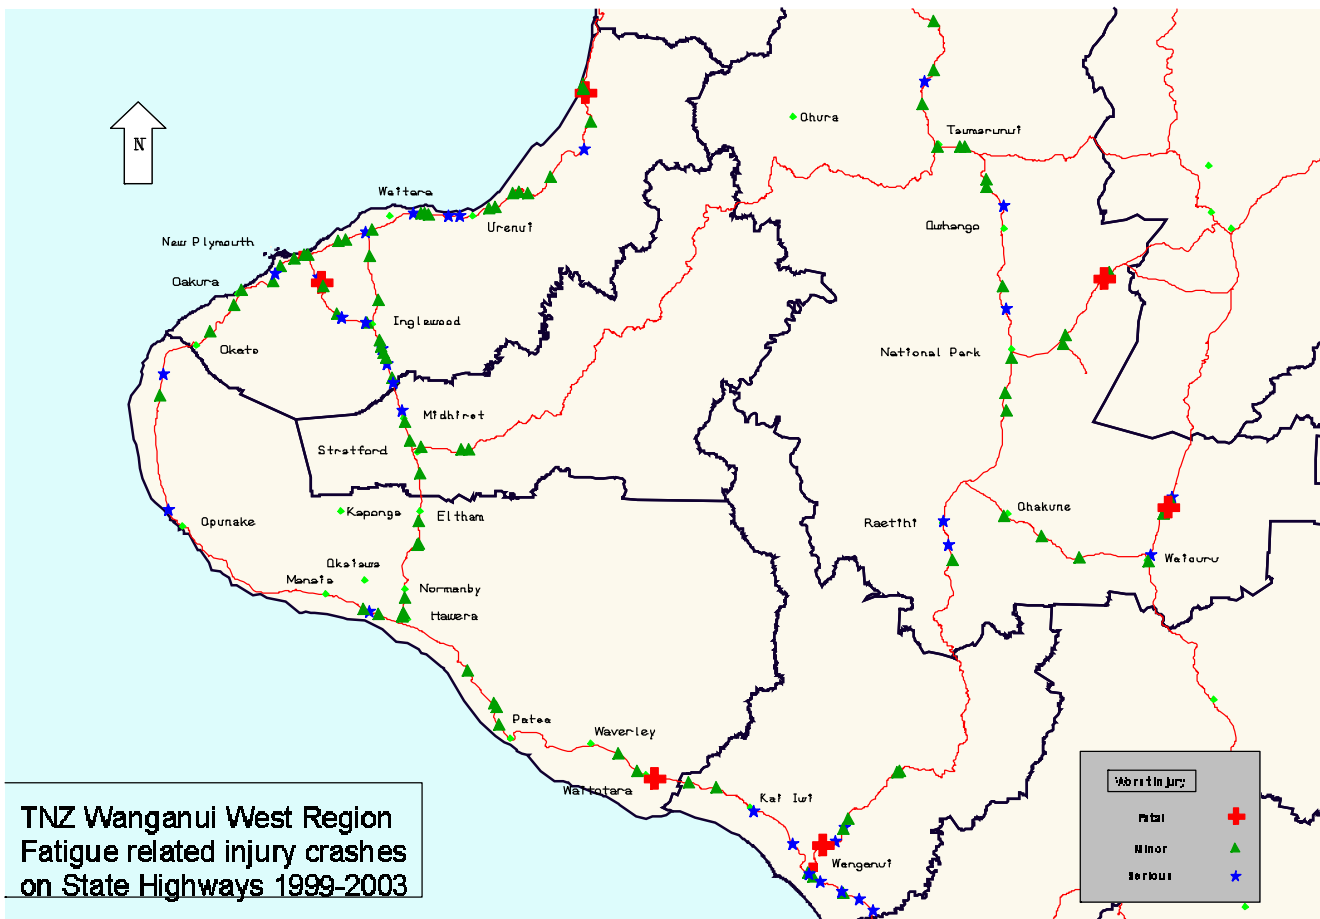 N
Ohura
Taumarunui
Waitara
Urenui
New Plymouth
Owhango
Oakura
Inglewood
Okato
National Park
Midhirst
Stratford
Kaponga
Eltham
Ohakune
Opunake
Raetihi
Okaiawa
Waiouru
Manaia
Normanby
Hawera
Patea
Waverley
Waitotara
Kai Iwi
Wanganui
Worst Injury
Fatal
Minor
Serious
TNZ Wanganui West Region
Fatigue related injury crashes
on State Highways 1999-2003